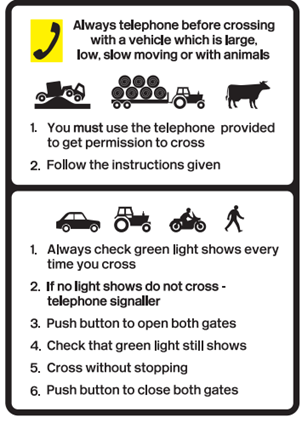 Always telephone before crossing
with a vehicle which is large,
low, slow moving or with animals
1. You must use the telephone provided
to get permission to cross
2. Follow the instructions given
1. Always check green light shows every
time you cross
2. If no light shows do not cross -
telephone signaller
3. Push button to open both gates
4. Check that green light still shows
5. Cross without stopping
6. Push button to close both gates